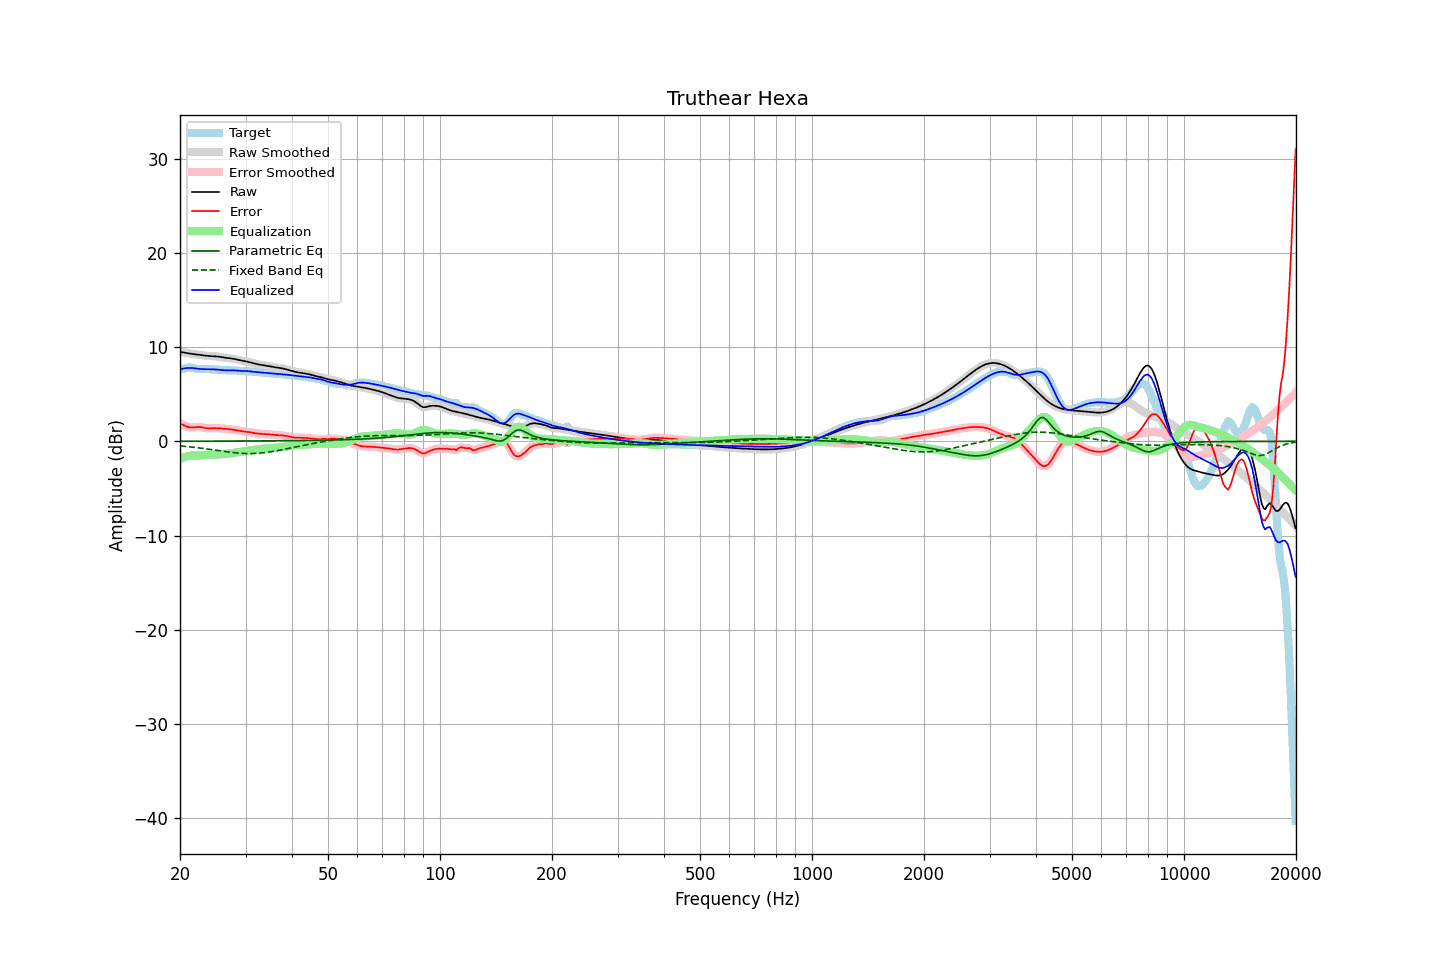 Truthear Hexa
Target
Raw Smoothed
Error Smoothed
Raw
Error
Equalization
Parametric Eq
Fixed Band Eq
Equalized
30
20
10
0
−10
−20
−30
−40
Amplitude (dBr)
20 50 100 200 500 1000 2000 5000 10000 20000
Frequency (Hz)